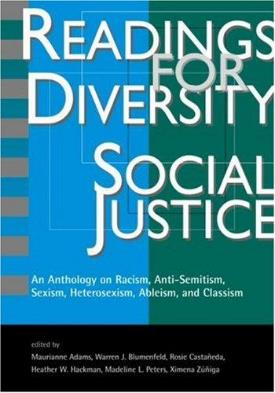 READINGS
FOR
DIVERSITY
SOCIAL
JUSTICE
An Anthology on Racism, Anti-Semitism,
Sexism, Heterosexism, Ableism, and Classism
edited by
Maurianne Adams, Warren J. Blumenfeld, Rosie Castañeda,
Heather W. Hackman, Madeline L. Peters, Ximena Zúñiga